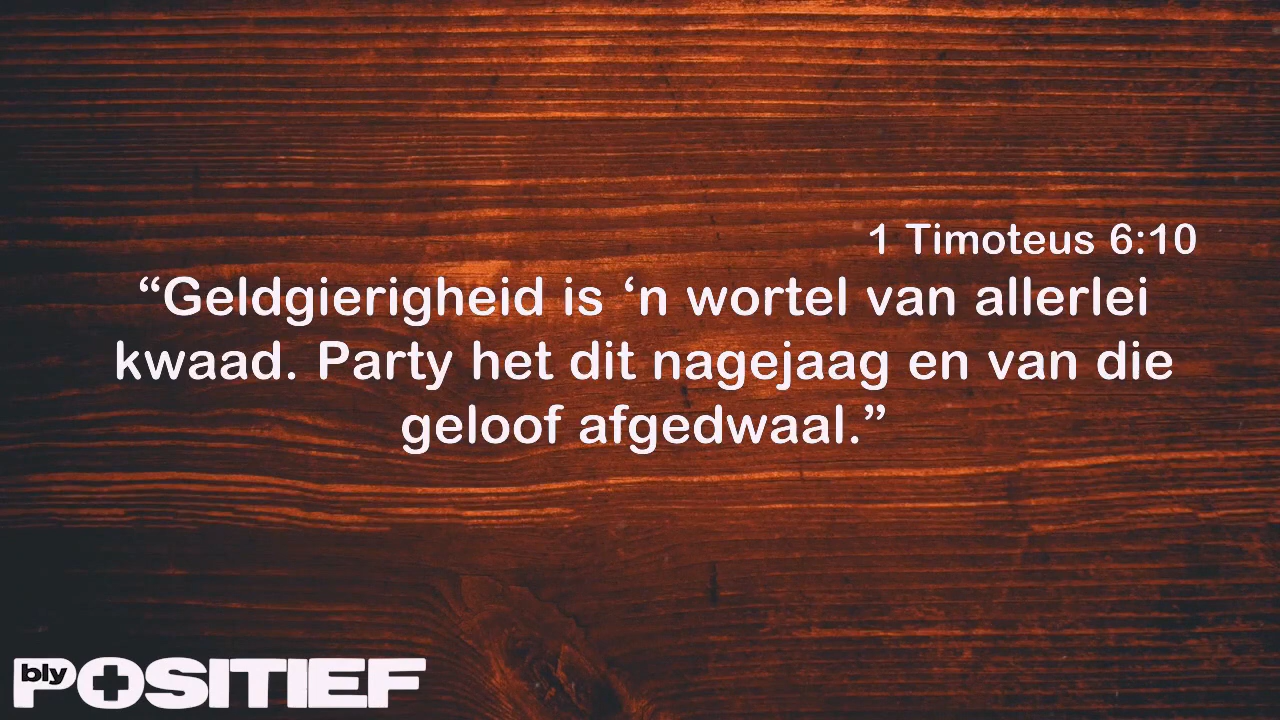 1 Timoteus 6:10
“Geldgierigheid is ‘n wortel van allerlei
kwaad. Party het dit nagejaag en van die
geloof afgedwaal.”
bly
POSITIEF